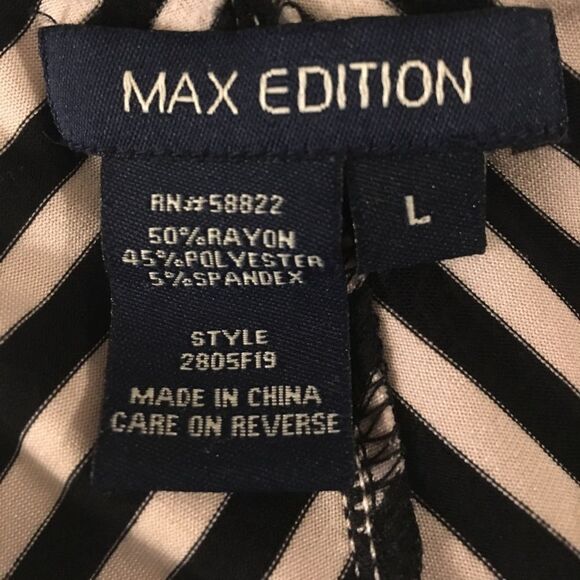 MAX EDITION
L
RN#58822
50%RAYON
45%POLYESTER
5%SPANDEX
STYLE
2805F19
MADE IN CHINA
CARE ON REVERSE